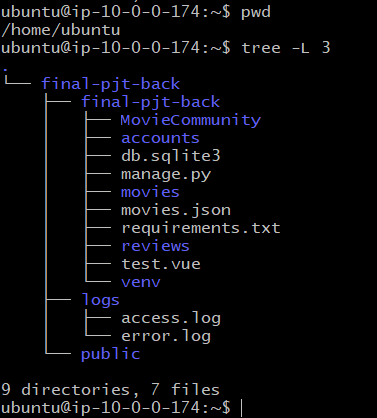 ubuntu@ip-10-0-0-174:~$ pwd
/home/ubuntu
ubuntu@ip-10-0-0-174:~$ tree -L 3
.
└── final-pjt-back
    ├── final-pjt-back
    │   ├── MovieCommunity
    │   ├── accounts
    │   ├── db.sqlite3
    │   ├── manage.py
    │   ├── movies
    │   ├── movies.json
    │   ├── requirements.txt
    │   ├── reviews
    │   ├── test.vue
    │   └── venv
    ├── logs
    │   ├── access.log
    │   └── error.log
    └── public

9 directories, 7 files
ubuntu@ip-10-0-0-174:~$